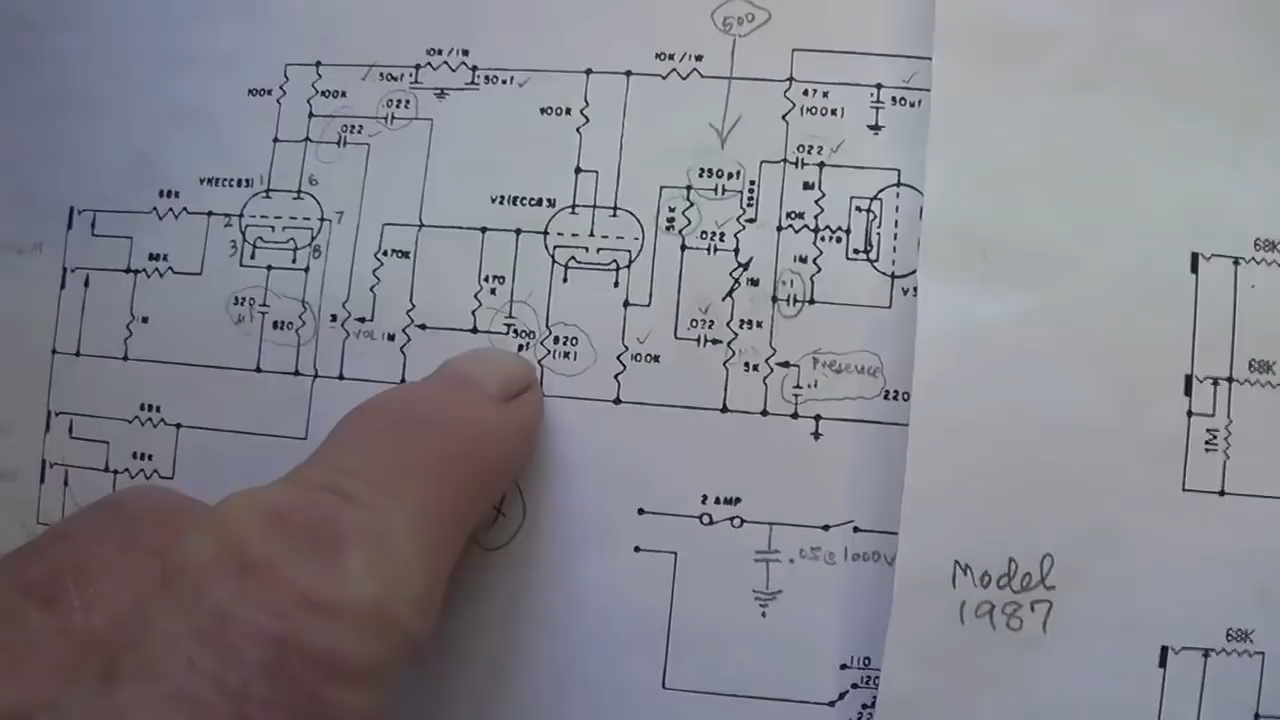 500
10K/1W
10K/1W
50uf
50uf
47K
(100K)
50uf
100K
100K
.022
.022
100K
.022
250pf
V1(ECC83)
1
6
V2(ECC83)
68K
2
7
56K
.022
1M
10K
470
3
8
68K
470K
470
K
1M
1M
V3
.1
320
µF
820
1M
VOL 1M
500
pf
820
(1K)
.022
25K
100K
5K
Presence
.1
220
68K
68K
X
2 AMP
.05@1000V
110
120
Model
1987
68K
68K
1M
68K